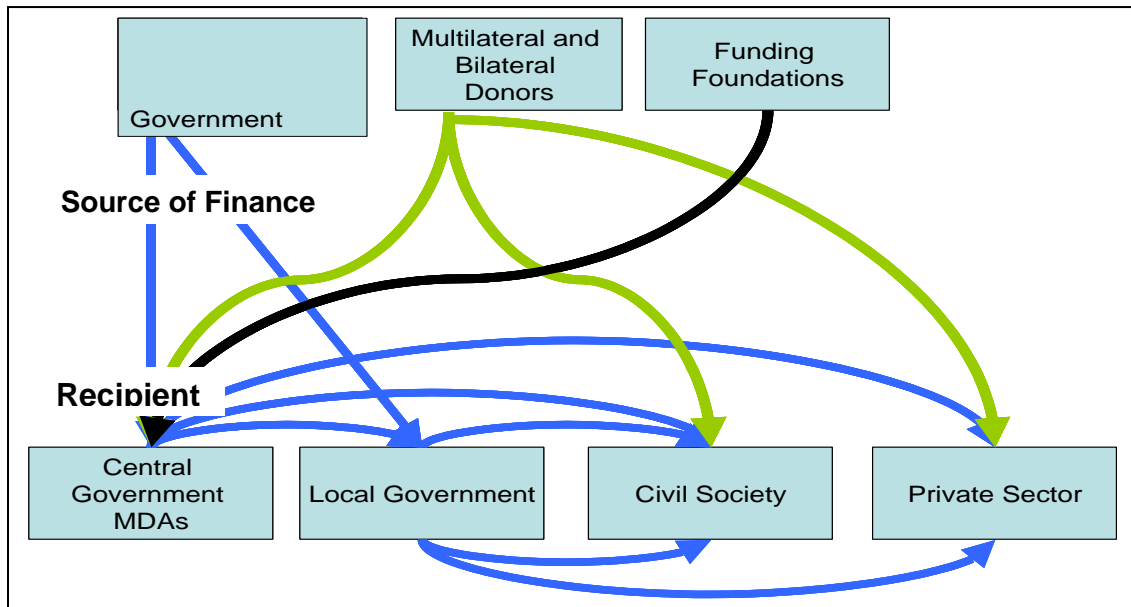 Government
Multilateral and
Bilateral
Donors
Funding
Foundations
Source of Finance
Recipient
Central
Government
MDAs
Local Government
Civil Society
Private Sector